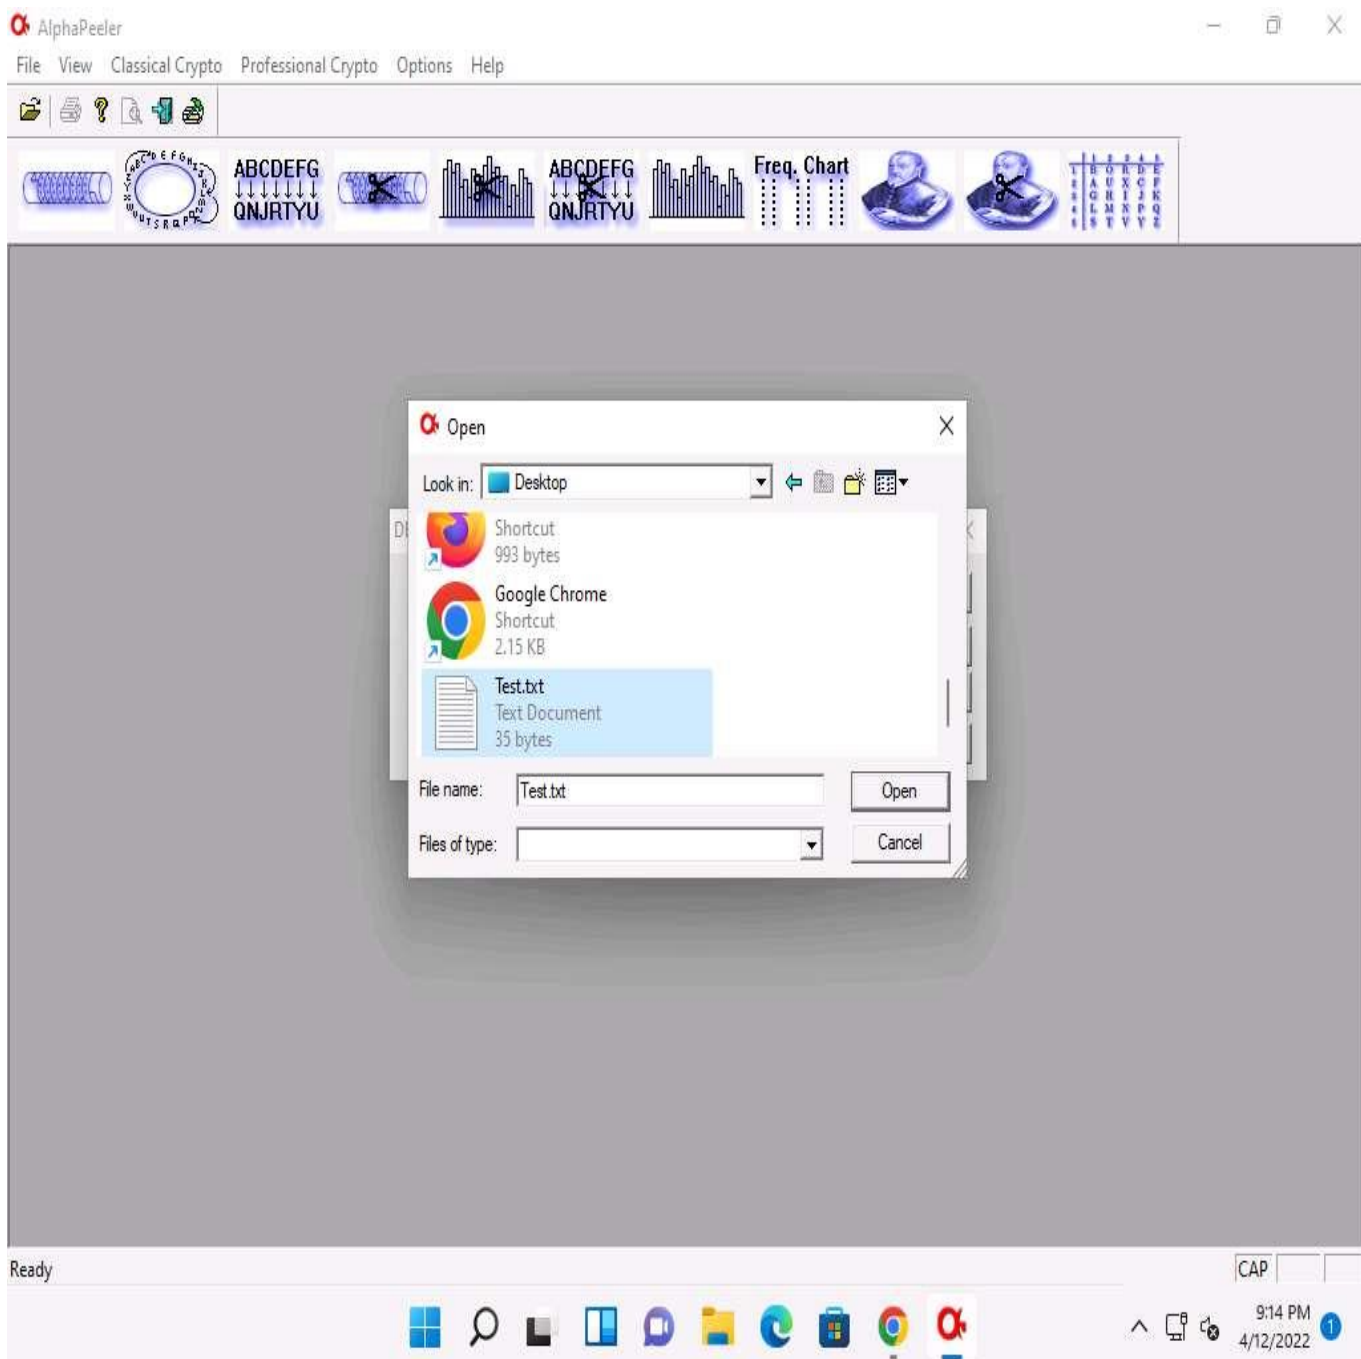 AlphaPeeler
File View Classical Crypto Professional Crypto Options Help
ABCDEFG
QNJRTYU
ABCDEFG
QNJRTYU
Freq. Chart
Open
Look in: Desktop
DE
Shortcut
993 bytes
Google Chrome
Shortcut
2.15 KB
Test.txt
Text Document
35 bytes
File name: Test.txt Open
Files of type: Cancel
Ready CAP
9:14 PM
4/12/2022
1